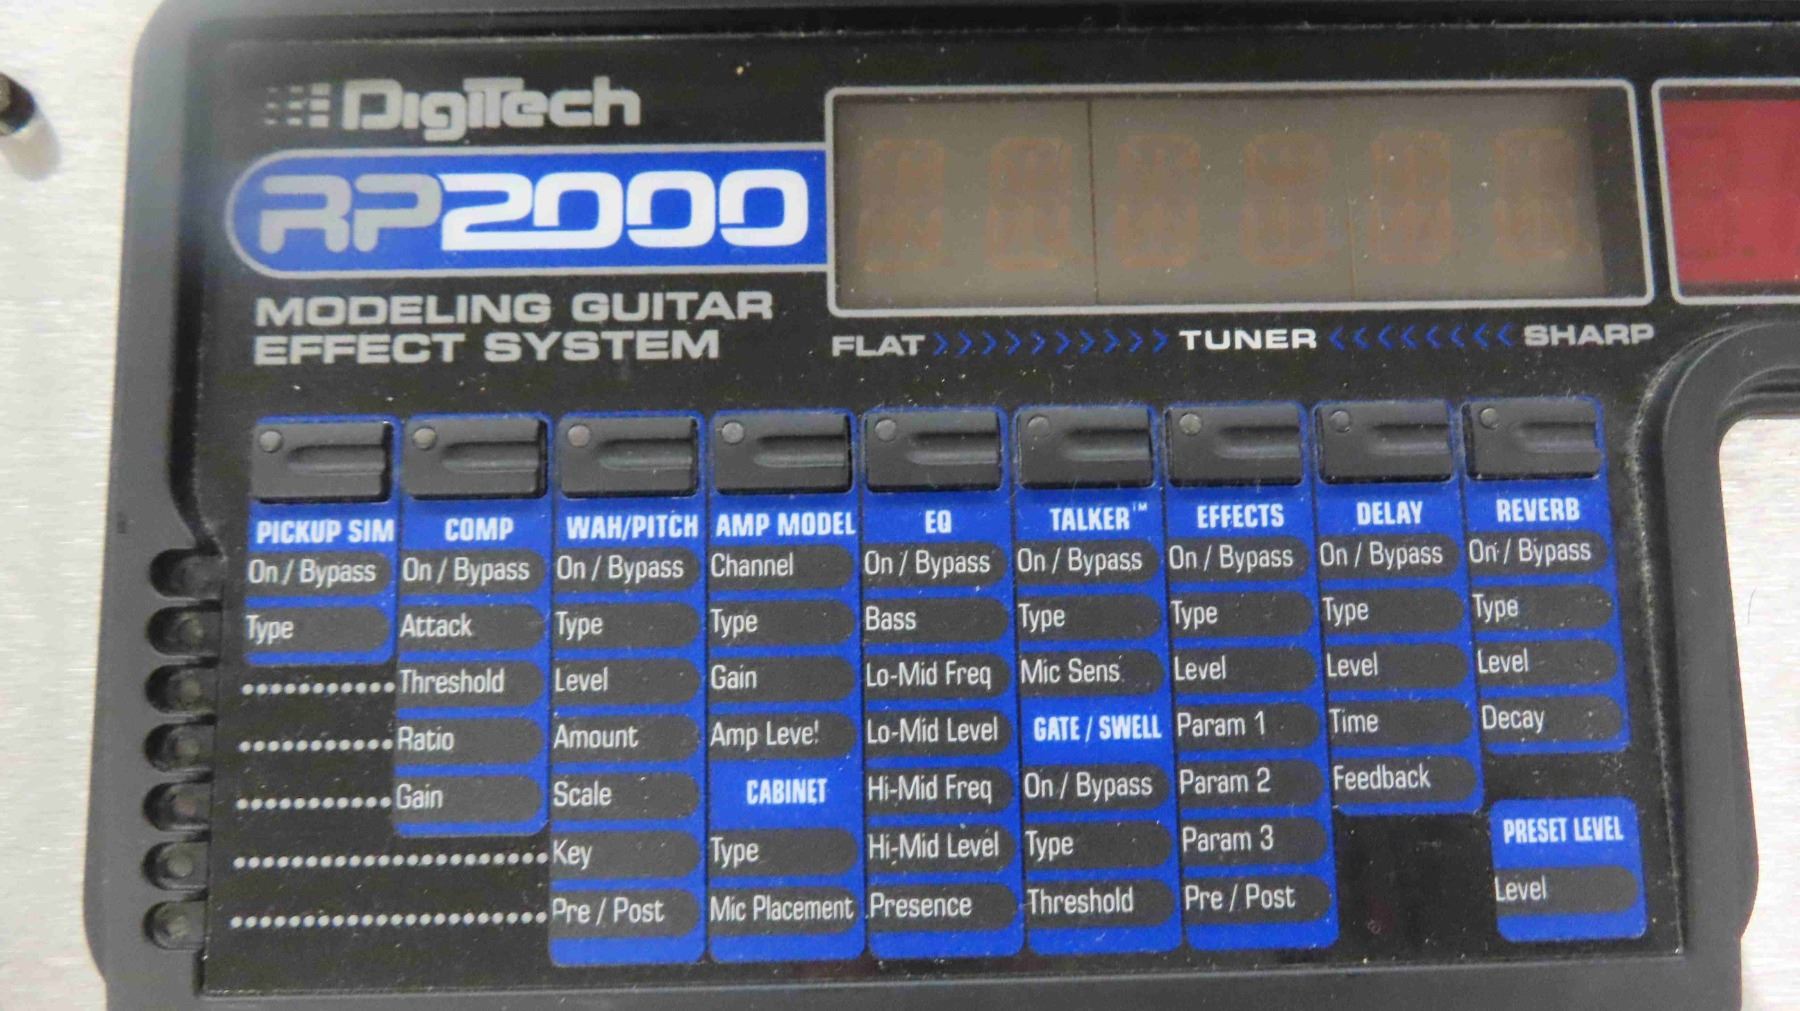 DigiTech
RP2000
MODELING GUITAR
EFFECT SYSTEM
FLAT >>>>>>>>>> TUNER <<<<<<<< SHARP
PICKUP SIM
On / Bypass
Type
COMP
On / Bypass
Attack
Threshold
Ratio
Gain
WAH/PITCH
On / Bypass
Type
Level
Amount
Scale
Key
Pre / Post
AMP MODEL
Channel
Type
Gain
Amp Level
CABINET
Type
Mic Placement
EQ
On / Bypass
Bass
Lo-Mid Freq
Lo-Mid Level
Hi-Mid Freq
Hi-Mid Level
Presence
TALKER™
On / Bypass
Type
Mic Sens
GATE / SWELL
On / Bypass
Type
Threshold
EFFECTS
On / Bypass
Type
Level
Param 1
Param 2
Param 3
Pre / Post
DELAY
On / Bypass
Type
Level
Time
Feedback
REVERB
On / Bypass
Type
Level
Decay
PRESET LEVEL
Level